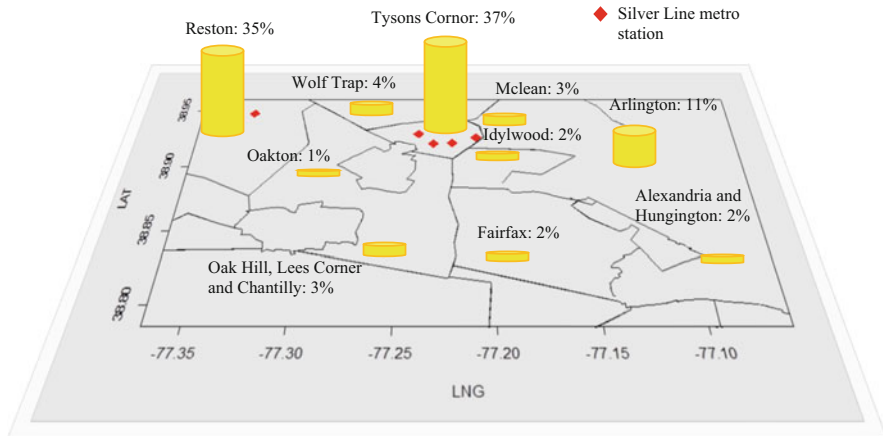 Tysons Cornor: 37%
Silver Line metro
station
Reston: 35%
Wolf Trap: 4%
Mclean: 3%
Arlington: 11%
Idylwood: 2%
Oakton: 1%
Alexandria and
Hungington: 2%
Fairfax: 2%
Oak Hill, Lees Corner
and Chantilly: 3%
38.95
38.90
38.85
38.80
LAT
-77.35
-77.30
-77.25
-77.20
-77.15
-77.10
LNG